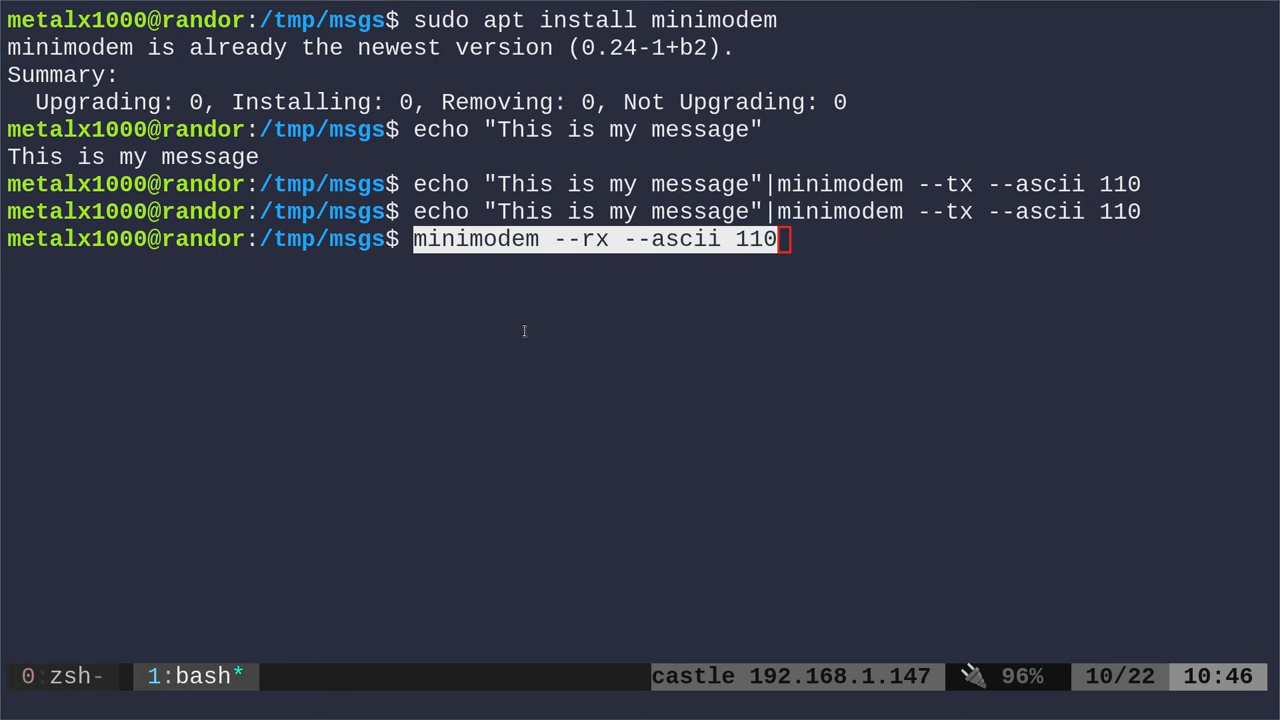 metalx1000@randor:/tmp/msgs$ sudo apt install minimodem
minimodem is already the newest version (0.24-1+b2).
Summary:
  Upgrading: 0, Installing: 0, Removing: 0, Not Upgrading: 0
metalx1000@randor:/tmp/msgs$ echo "This is my message"
This is my message
metalx1000@randor:/tmp/msgs$ echo "This is my message"|minimodem --tx --ascii 110
metalx1000@randor:/tmp/msgs$ echo "This is my message"|minimodem --tx --ascii 110
metalx1000@randor:/tmp/msgs$ minimodem --rx --ascii 110
0:zsh- 1:bash* castle 192.168.1.147 🔌 96% 10/22 10:46